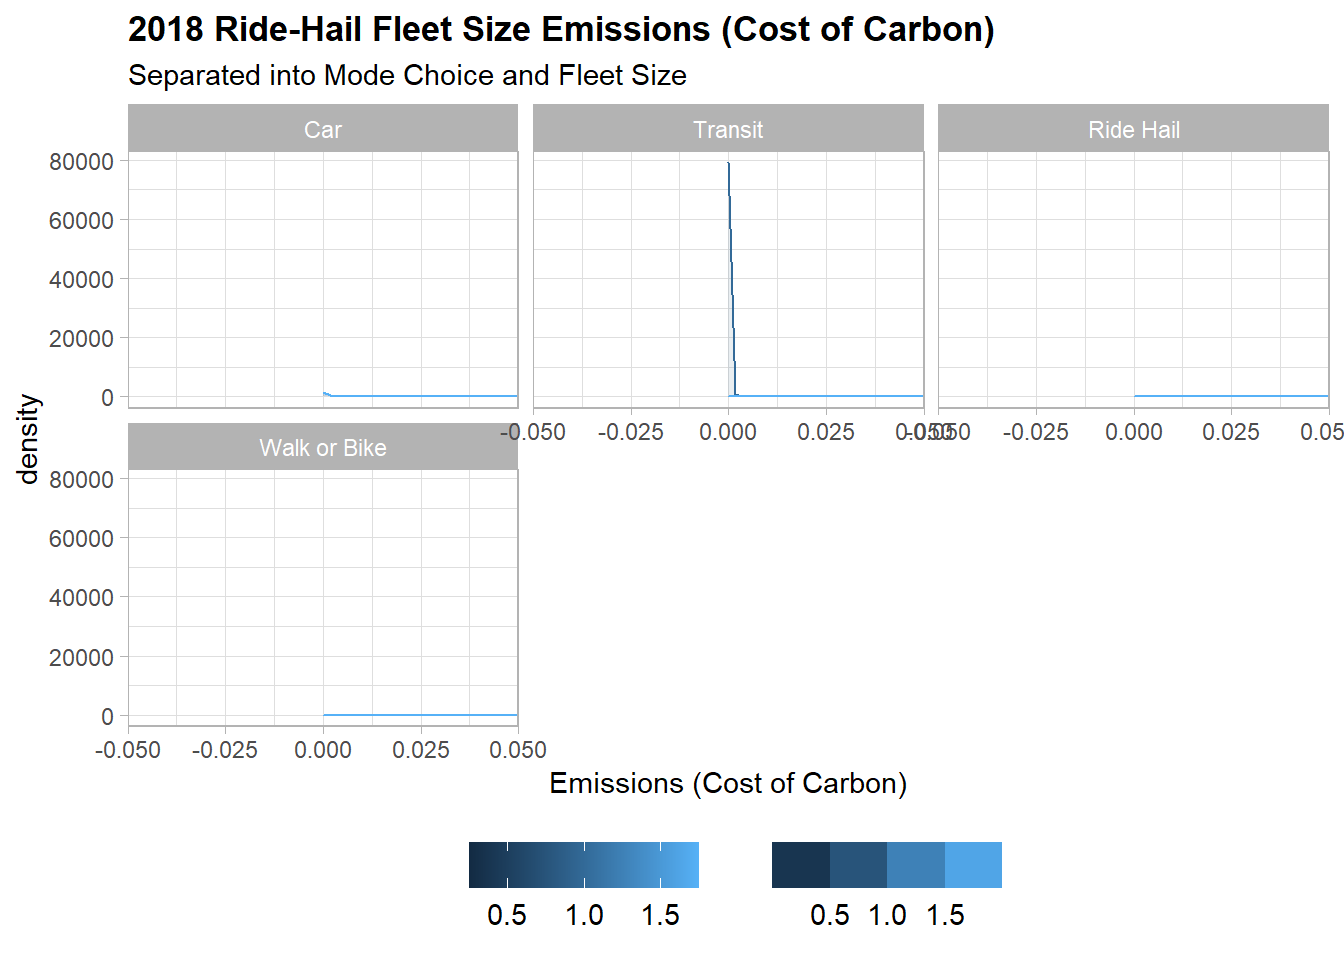 2018 Ride-Hail Fleet Size Emissions (Cost of Carbon)
Separated into Mode Choice and Fleet Size
Car Transit Ride Hail
80000
60000
40000
20000
0
-0.050 -0.025 0.000 0.025 0.050 -0.050 -0.025 0.000 0.025 0.05
Walk or Bike
80000
60000
40000
20000
0
-0.050 -0.025 0.000 0.025 0.050
density
Emissions (Cost of Carbon)
0.5 1.0 1.5 0.5 1.0 1.5